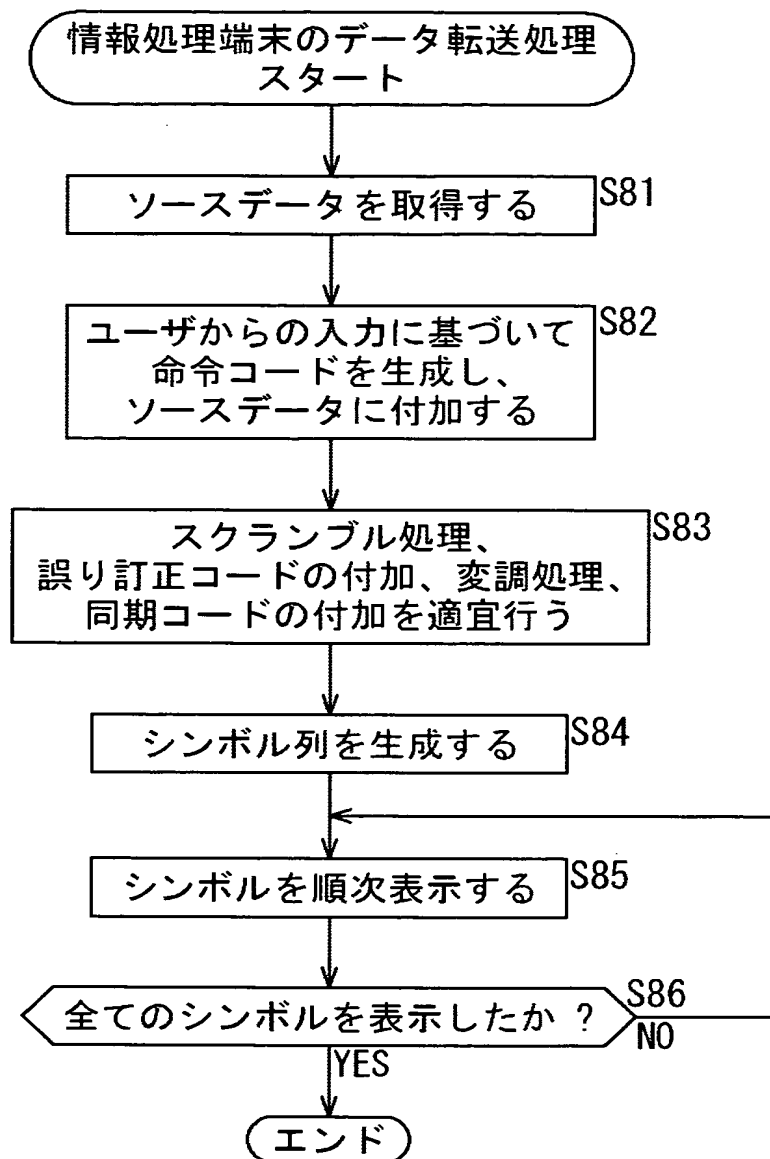 情報処理端末のデータ転送処理
スタート
ソースデータを取得する
S81
ユーザからの入力に基づいて
命令コードを生成し、
ソースデータに付加する
S82
スクランブル処理、
誤り訂正コードの付加、変調処理、
同期コードの付加を適宜行う
S83
シンボル列を生成する
S84
シンボルを順次表示する
S85
全てのシンボルを表示したか ?
S86
NO
YES
エンド